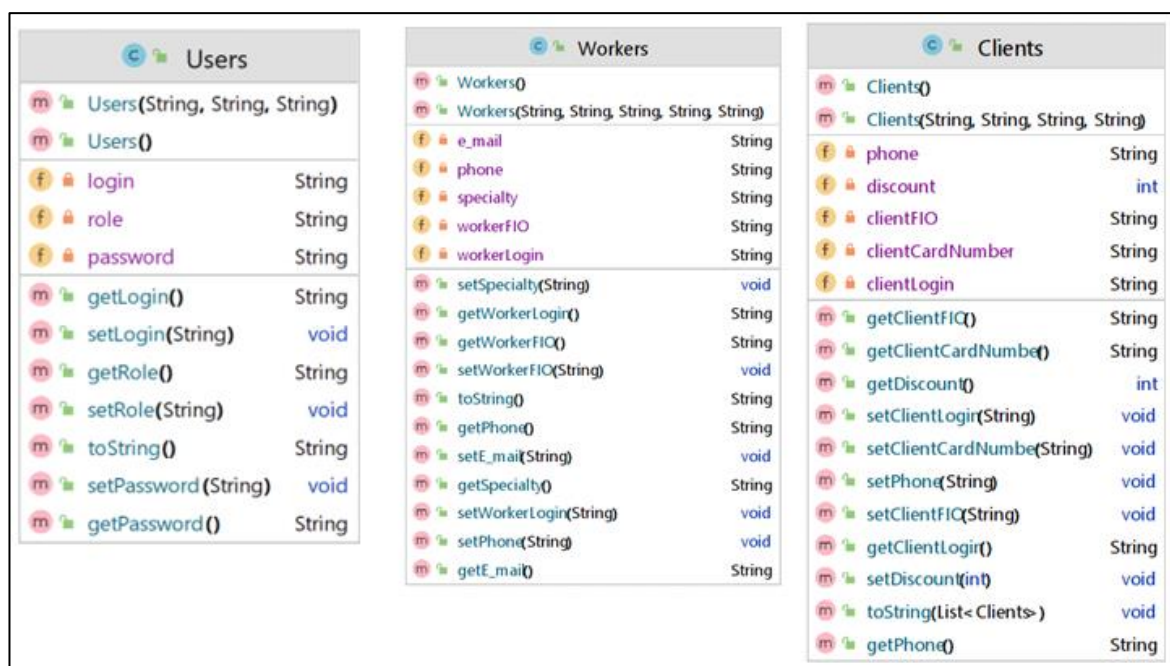 Users
Users(String, String, String)
Users()
login String
role String
password String
getLogin() String
setLogin(String) void
getRole() String
setRole(String) void
toString() String
setPassword(String) void
getPassword() String
Workers
Workers()
Workers(String, String, String, String, String)
e_mail String
phone String
specialty String
workerFIO String
workerLogin String
setSpecialty(String) void
getWorkerLogin() String
getWorkerFIO() String
setWorkerFIO(String) void
toString() String
getPhone() String
setE_mail(String) void
getSpecialty() String
setWorkerLogin(String) void
setPhone(String) void
getE_mail() String
Clients
Clients()
Clients(String, String, String, String)
phone String
discount int
clientFIO String
clientCardNumber String
clientLogin String
getClientFIO() String
getClientCardNumbe() String
getDiscount() int
setClientLogin(String) void
setClientCardNumbe(String) void
setPhone(String) void
setClientFIO(String) void
getClientLogin() String
setDiscount(int) void
toString(List<Clients>) void
getPhone() String